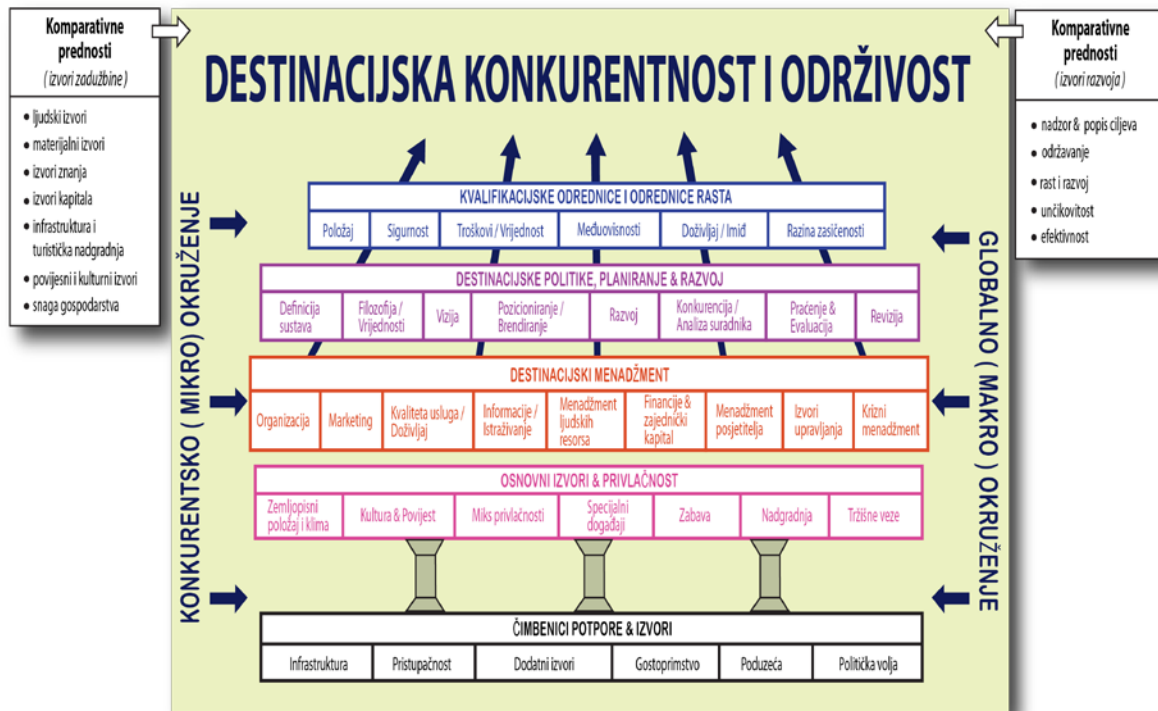 Komparativne
prednosti
( izvori zadužbine )
• ljudski izvori
• materijalni izvori
• izvori znanja
• izvori kapitala
• infrastruktura i
turistička nadgradnja
• povijesni i kulturni izvori
• snaga gospodarstva
DESTINACIJSKA KONKURENTNOST I ODRŽIVOST
Komparativne
prednosti
( izvori razvoja )
• nadzor & popis ciljeva
• održavanje
• rast i razvoj
• unčikovitost
• efektivnost
KONKURENTSKO ( MIKRO) OKRUŽENJE
GLOBALNO ( MAKRO ) OKRUŽENJE
KVALIFIKACIJSKE ODREDNICE I ODREDNICE RASTA
Položaj
Sigurnost
Troškovi / Vrijednost
Međuovisnosti
Doživljaj / Imiđ
Razina zasičenosti
DESTINACIJSKE POLITIKE, PLANIRANJE & RAZVOJ
Definicija
sustava
Filozofija /
Vrijednosti
Vizija
Pozicioniranje /
Brendiranje
Razvoj
Konkurencija /
Analiza suradnika
Praćenje &
Evaluacija
Revizija
DESTINACIJSKI MENADŽMENT
Organizacija
Marketing
Kvaliteta usluga /
Doživljaj
Informacije /
Istraživanje
Menadžment
ljudskih
resorsa
Financije &
zajednički
kapital
Menadžment
posjetitelja
Izvori
upravljanja
Krizni
menadžment
OSNOVNI IZVORI & PRIVLAČNOST
Zemljopisni
položaj i klima
Kultura & Povijest
Miks privlačnosti
Specijalni
događaji
Zabava
Nadgradnja
Tržišne veze
ČIMBENICI POTPORE & IZVORI
Infrastruktura
Pristupačnost
Dodatni izvori
Gostoprimstvo
Poduzeća
Politička volja